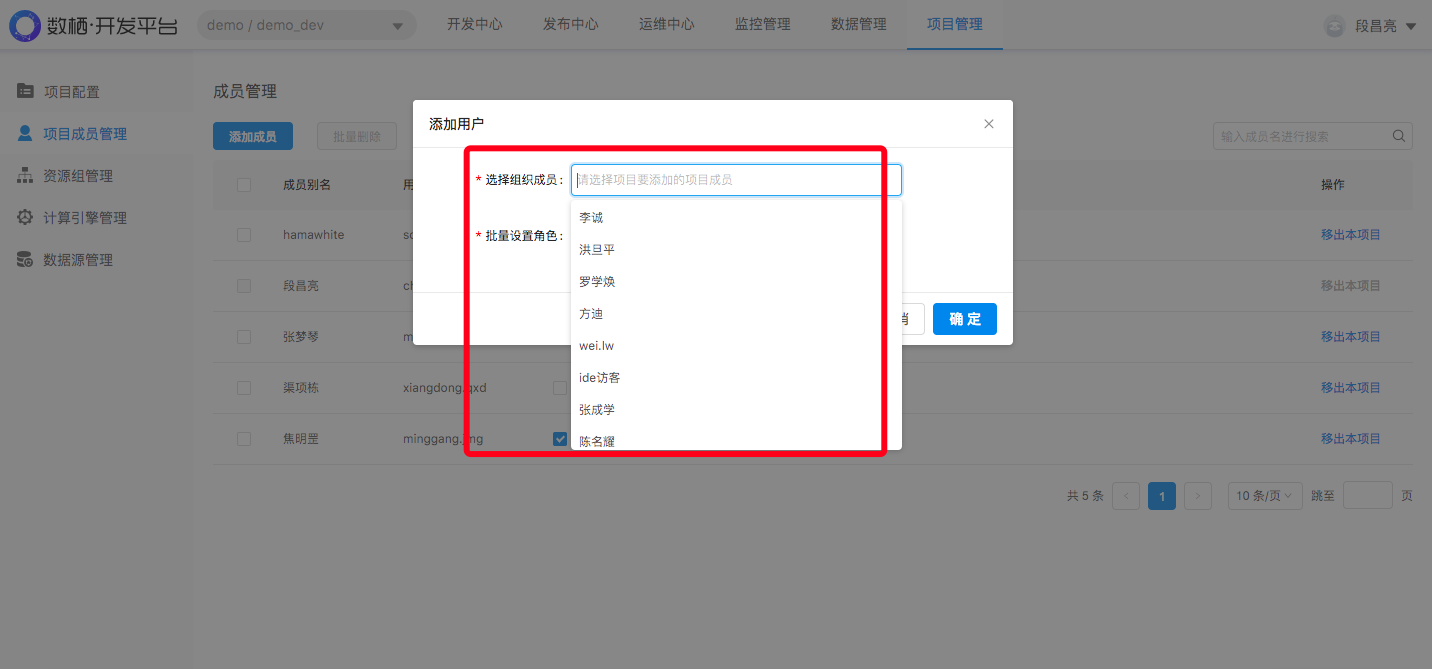 数栖·开发平台
demo / demo_dev
开发中心
发布中心
运维中心
监控管理
数据管理
项目管理
段昌亮
项目配置
项目成员管理
资源组管理
计算引擎管理
数据源管理
成员管理
添加成员
批量删除
输入成员名进行搜索
成员别名
操作
hamawhite
移出本项目
段昌亮
移出本项目
张梦琴
移出本项目
渠项栋
xiangdong.qxd
移出本项目
焦明罡
minggang.jmg
移出本项目
共 5 条
1
10 条/页
跳至
页
添加用户
* 选择组织成员：
请选择项目要添加的项目成员
李诚
洪旦平
罗学焕
方迪
wei.lw
ide访客
张成学
陈名耀
* 批量设置角色：
确 定